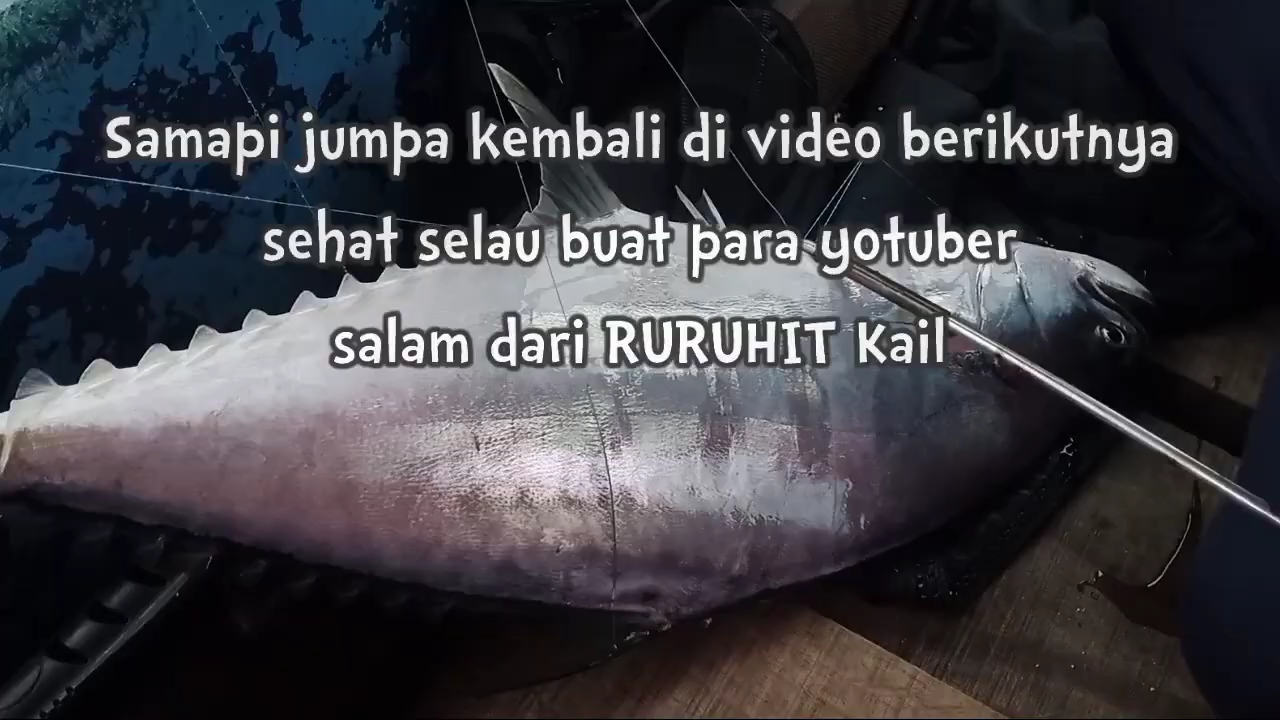 Samapi jumpa kembali di video berikutnya
sehat selau buat para yotuber
salam dari RURUHIT Kail